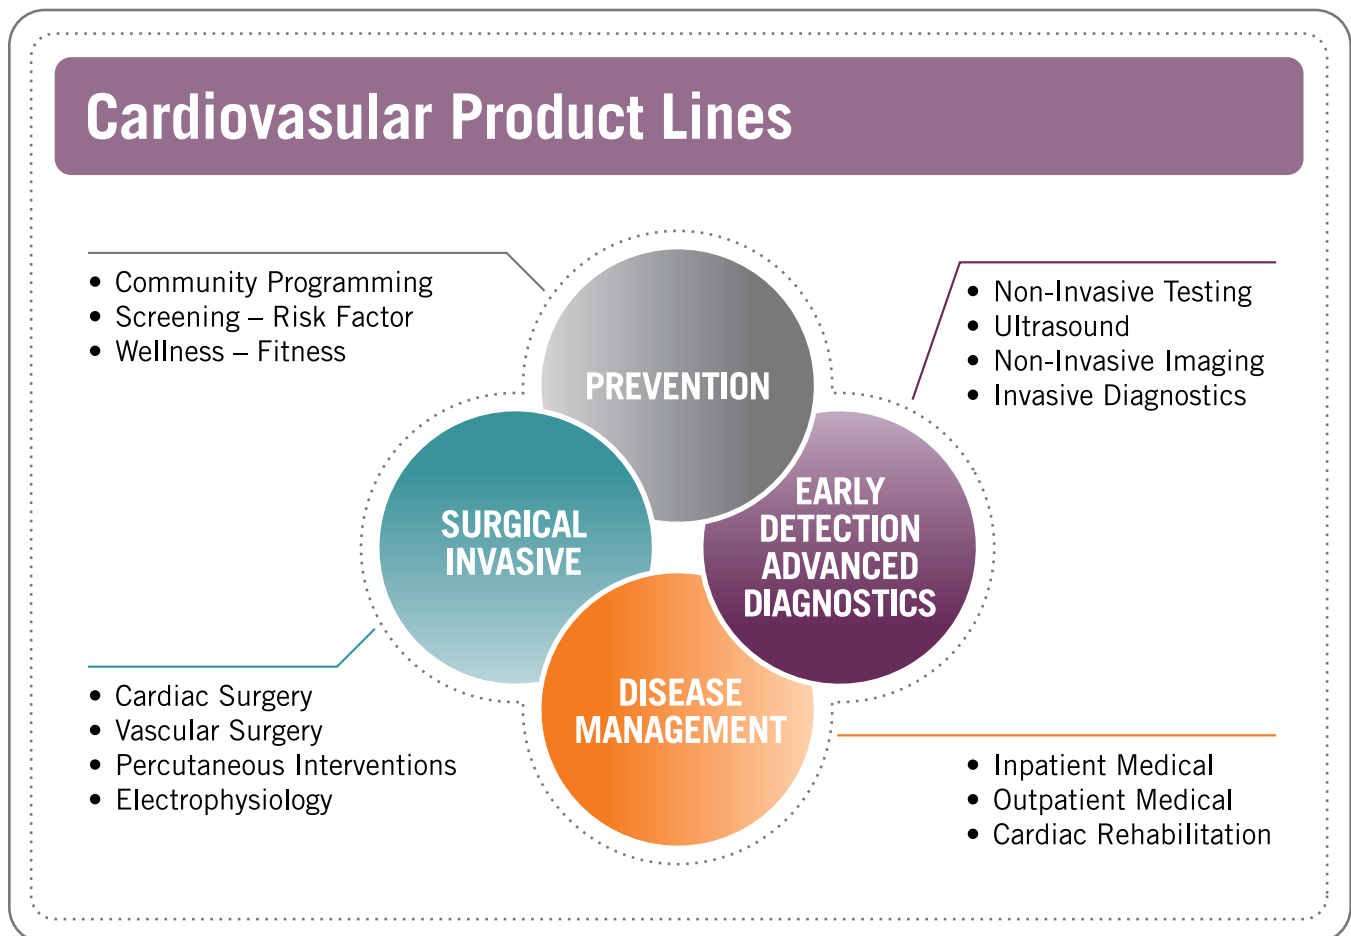 Cardiovasular Product Lines
• Community Programming
• Screening – Risk Factor
• Wellness – Fitness
PREVENTION
• Non-Invasive Testing
• Ultrasound
• Non-Invasive Imaging
• Invasive Diagnostics
SURGICAL
INVASIVE
EARLY
DETECTION
ADVANCED
DIAGNOSTICS
DISEASE
MANAGEMENT
• Cardiac Surgery
• Vascular Surgery
• Percutaneous Interventions
• Electrophysiology
• Inpatient Medical
• Outpatient Medical
• Cardiac Rehabilitation